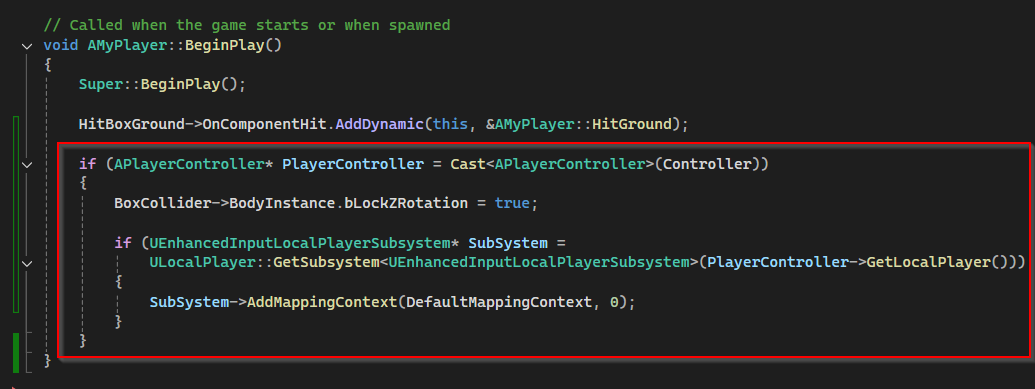 // Called when the game starts or when spawned
void AMyPlayer::BeginPlay()
{
Super::BeginPlay();
HitBoxGround->OnComponentHit.AddDynamic(this, &AMyPlayer::HitGround);
if (APlayerController* PlayerController = Cast<APlayerController>(Controller))
{
BoxCollider->BodyInstance.bLockZRotation = true;
if (UEnhancedInputLocalPlayerSubsystem* SubSystem =
ULocalPlayer::GetSubsystem<UEnhancedInputLocalPlayerSubsystem>(PlayerController->GetLocalPlayer()))
{
SubSystem->AddMappingContext(DefaultMappingContext, 0);
}
}
}